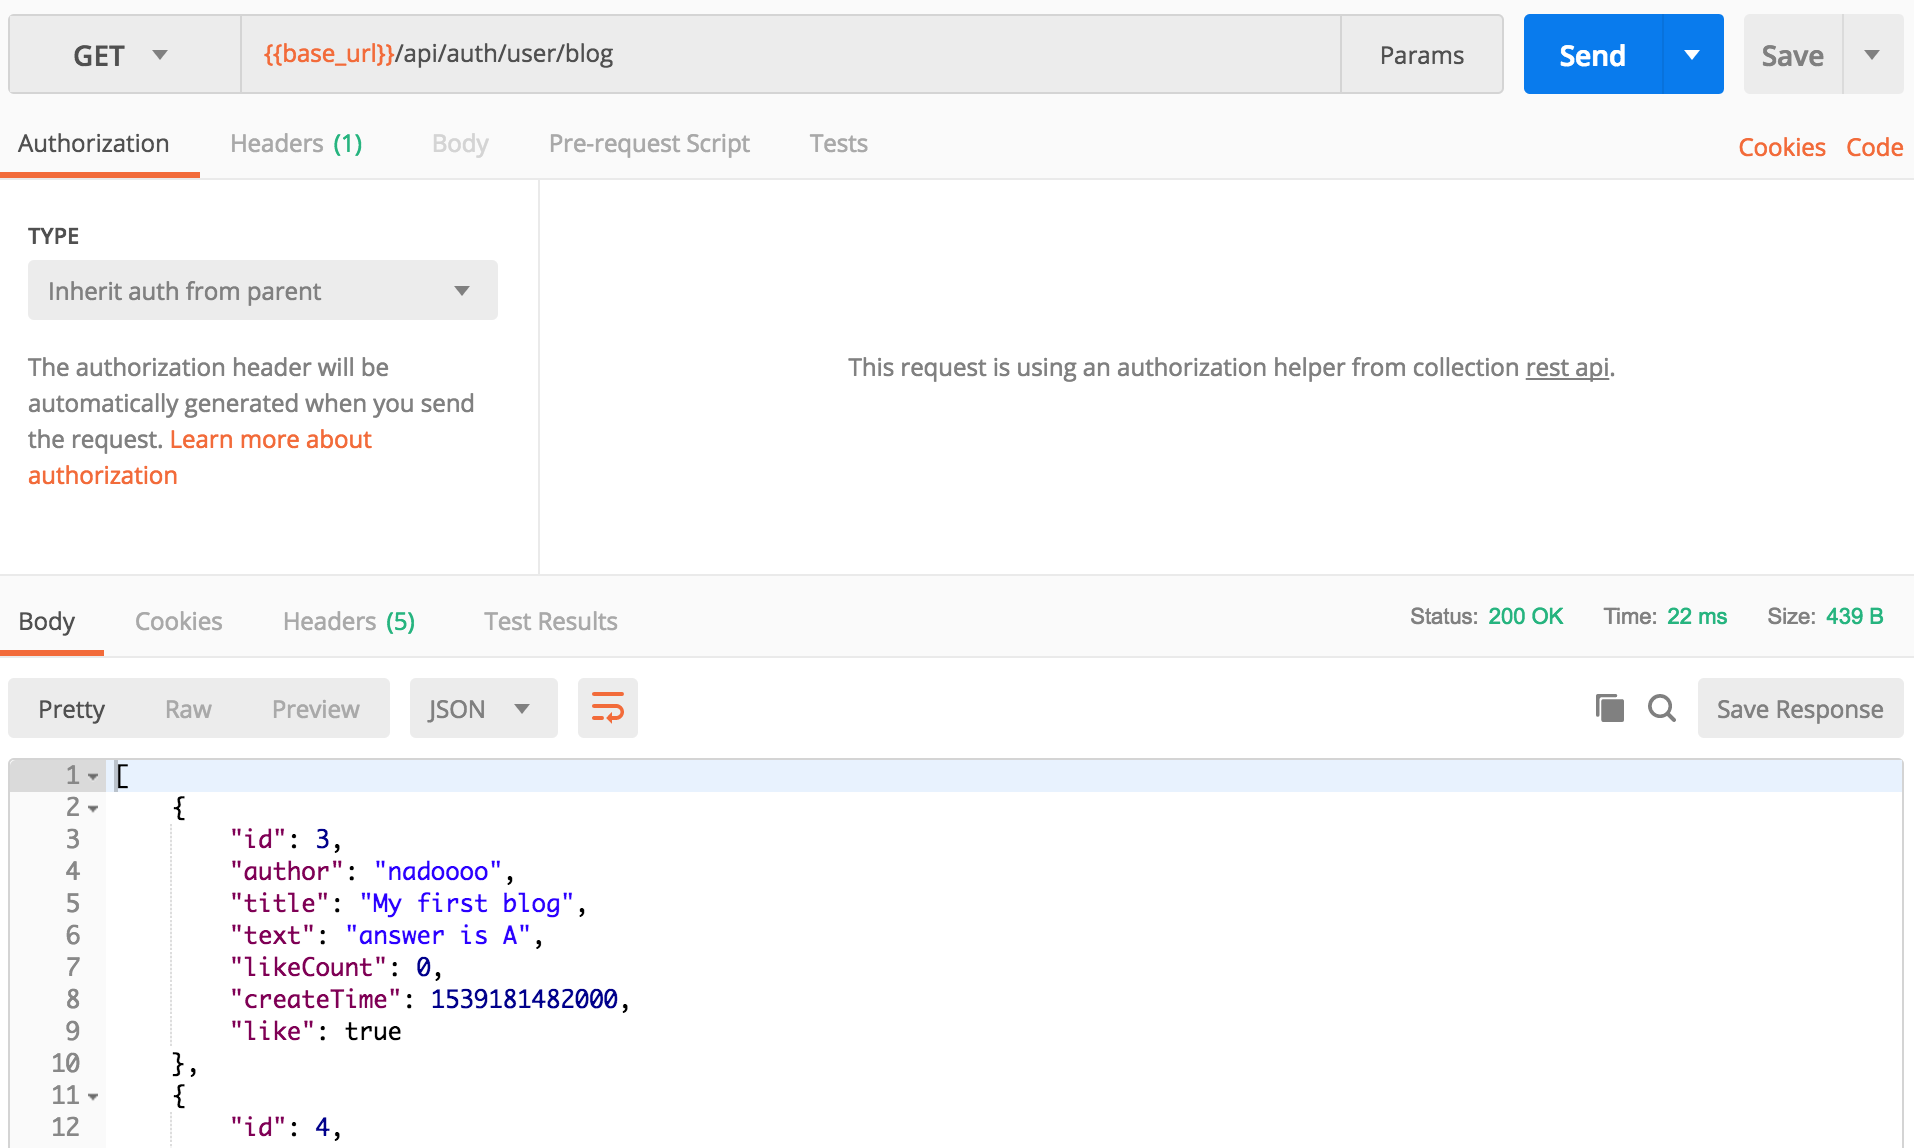 GET {{base_url}}/api/auth/user/blog Params Send Save
Authorization Headers (1) Body Pre-request Script Tests Cookies Code
TYPE
Inherit auth from parent
The authorization header will be
automatically generated when you send
the request. Learn more about
authorization
This request is using an authorization helper from collection rest api.
Body Cookies Headers (5) Test Results Status: 200 OK Time: 22 ms Size: 439 B
Pretty Raw Preview JSON Save Response
1 [
2 {
3 "id": 3,
4 "author": "nadoooo",
5 "title": "My first blog",
6 "text": "answer is A",
7 "likeCount": 0,
8 "createTime": 1539181482000,
9 "like": true
10 },
11 {
12 "id": 4,